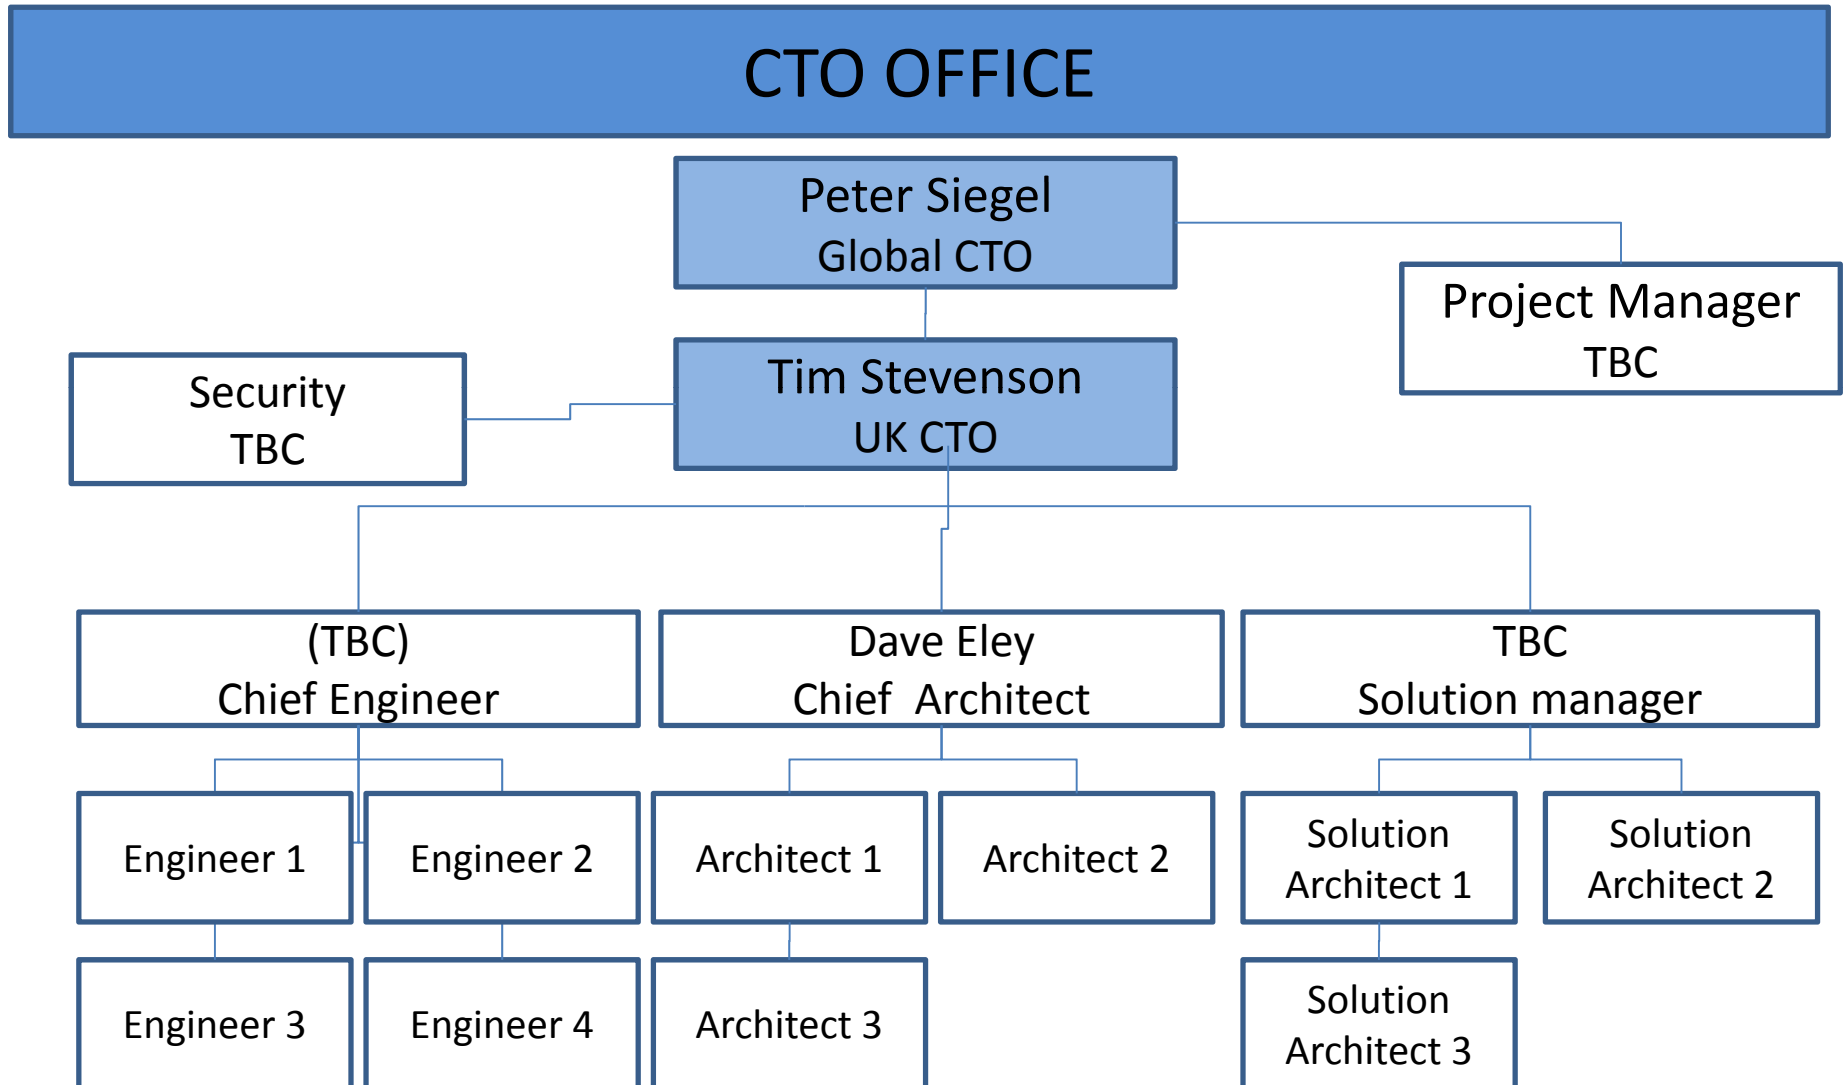 CTO OFFICE
Peter Siegel
Global CTO
Project Manager
TBC
Security
TBC
Tim Stevenson
UK CTO
(TBC)
Chief Engineer
Dave Eley
Chief  Architect
TBC
Solution manager
Engineer 1
Engineer 2
Architect 1
Architect 2
Solution
Architect 1
Solution
Architect 2
Engineer 3
Engineer 4
Architect 3
Solution
Architect 3